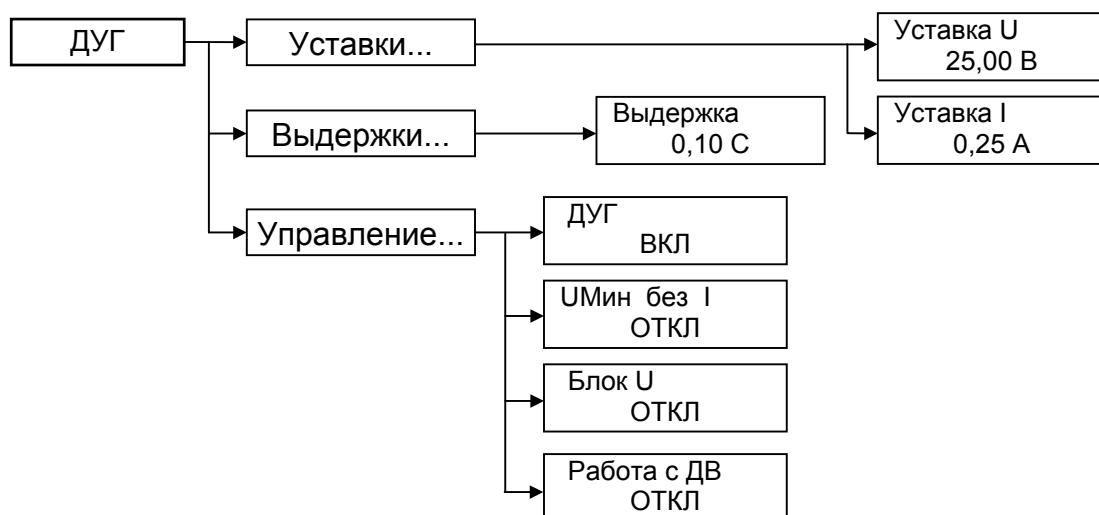 ДУГ
Уставки...
Уставка U
25,00 В
Выдержки...
Выдержка
0,10 С
Уставка I
0,25 А
Управление...
ДУГ
ВКЛ
UМин без I
ОТКЛ
Блок U
ОТКЛ
Работа с ДВ
ОТКЛ